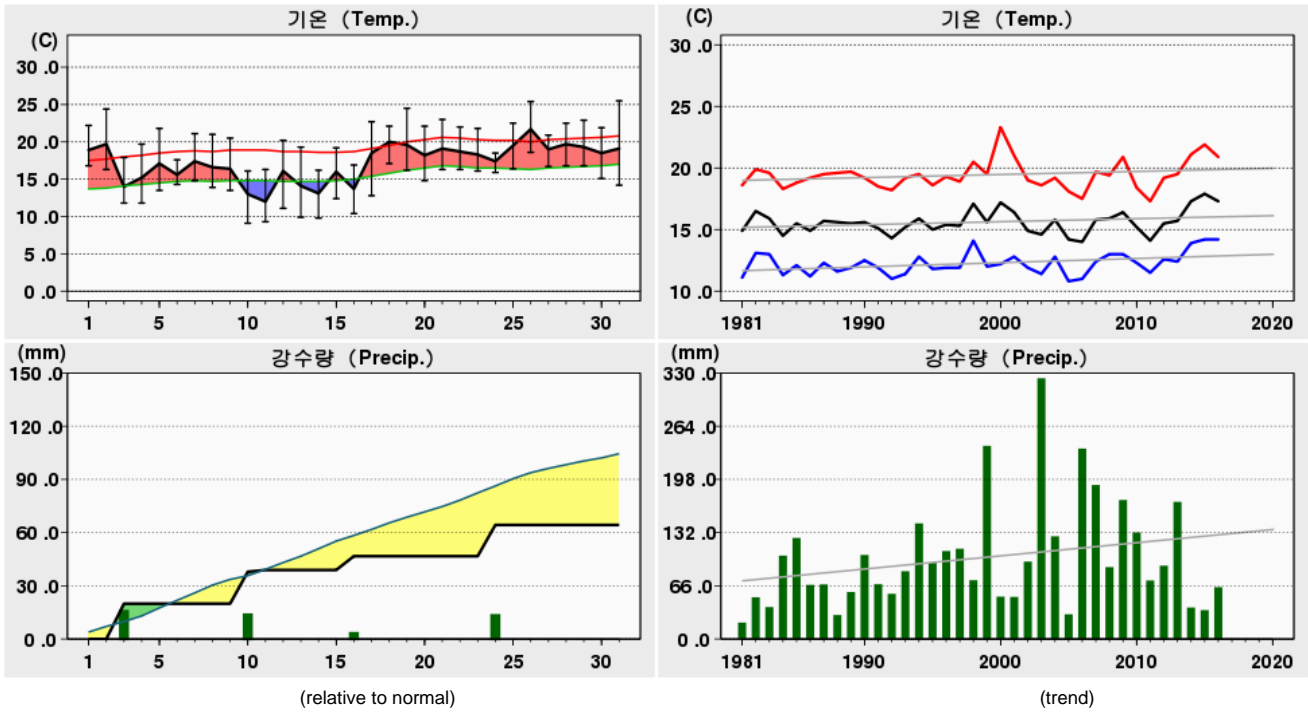 기온 (Temp.)
(C)
30 .0
25 .0
20 .0
15 .0
10 .0
5 .0
0 .0
1 5 10 15 20 25 30
기온 (Temp.)
(C)
30 .0
25 .0
20 .0
15 .0
10 .0
1981 1990 2000 2010 2020
강수량 (Precip.)
(mm)
150 .0
120 .0
90 .0
60 .0
30 .0
0 .0
1 5 10 15 20 25 30
(relative to normal)
강수량 (Precip.)
(mm)
330 .0
264 .0
198 .0
132 .0
66 .0
0 .0
1981 1990 2000 2010 2020
(trend)